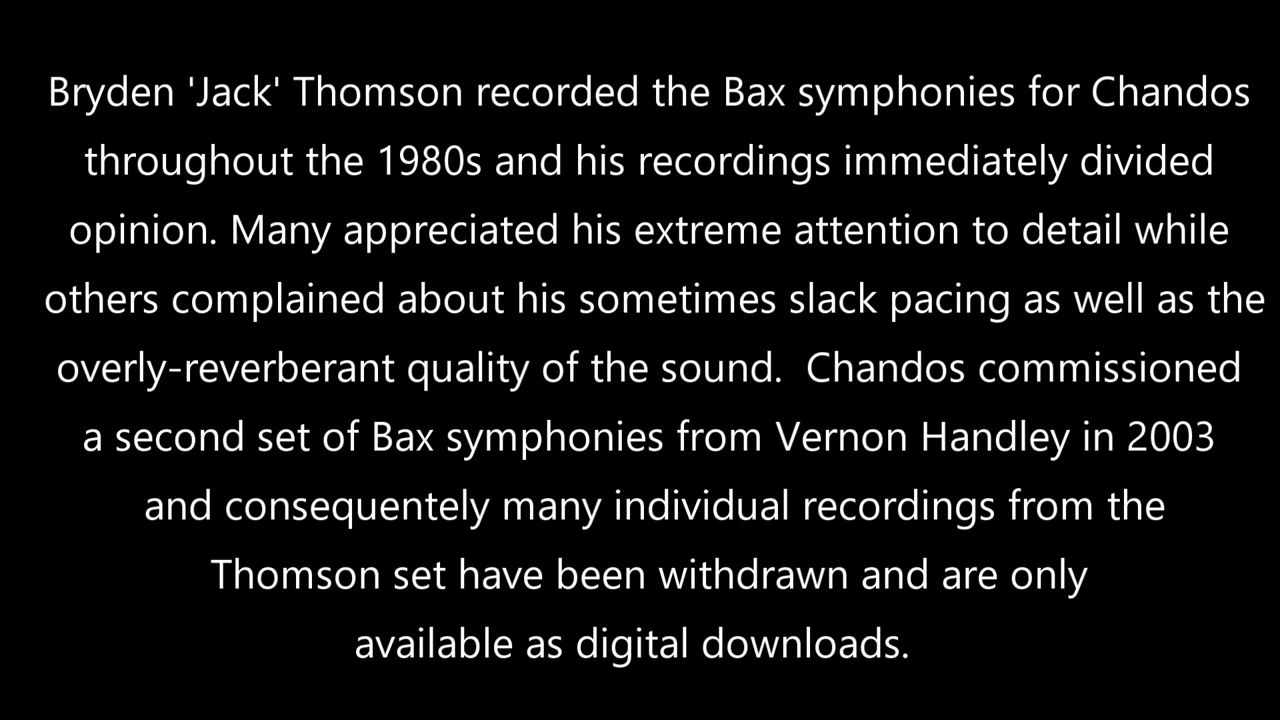 Bryden 'Jack' Thomson recorded the Bax symphonies for Chandos
throughout the 1980s and his recordings immediately divided
opinion. Many appreciated his extreme attention to detail while
others complained about his sometimes slack pacing as well as the
overly-reverberant quality of the sound.  Chandos commissioned
a second set of Bax symphonies from Vernon Handley in 2003
and consequentely many individual recordings from the
Thomson set have been withdrawn and are only
available as digital downloads.